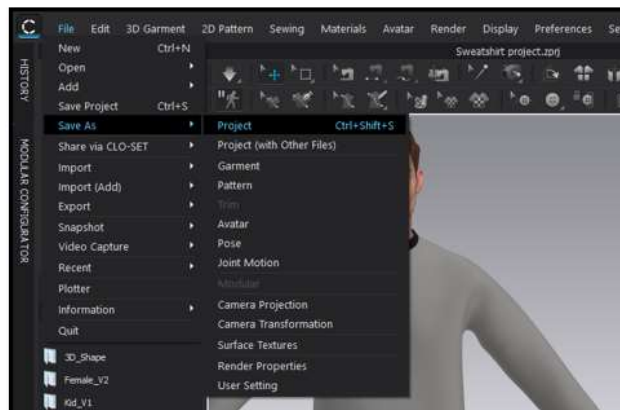 C File Edit 3D Garment 2D Pattern Sewing Materials Avatar Render Display Preferences Se
Sweatshirt project.zprj
HISTORY
MODULAR CONFIGURATOR
New Ctrl+N
Open
Add
Save Project Ctrl+S
Save As
Share via CLO-SET
Import
Import (Add)
Export
Snapshot
Video Capture
Recent
Plotter
Information
Quit
Project Ctrl+Shift+S
Project (with Other Files)
Garment
Pattern
Trim
Avatar
Pose
Joint Motion
Modular
Camera Projection
Camera Transformation
Surface Textures
Render Properties
User Setting
3D_Shape
Female_V2
Kid_V1